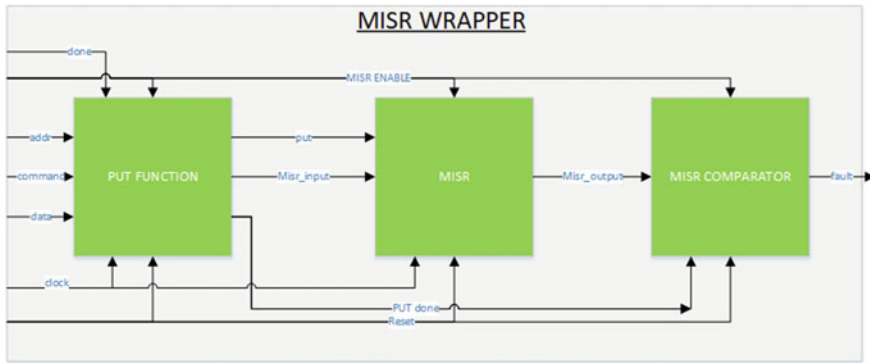 MISR WRAPPER
done
MISR ENABLE
addr
put
command
PUT FUNCTION
Misr_input
MISR
Misr_output
MISR COMPARATOR
fault
data
clock
PUT done
Reset